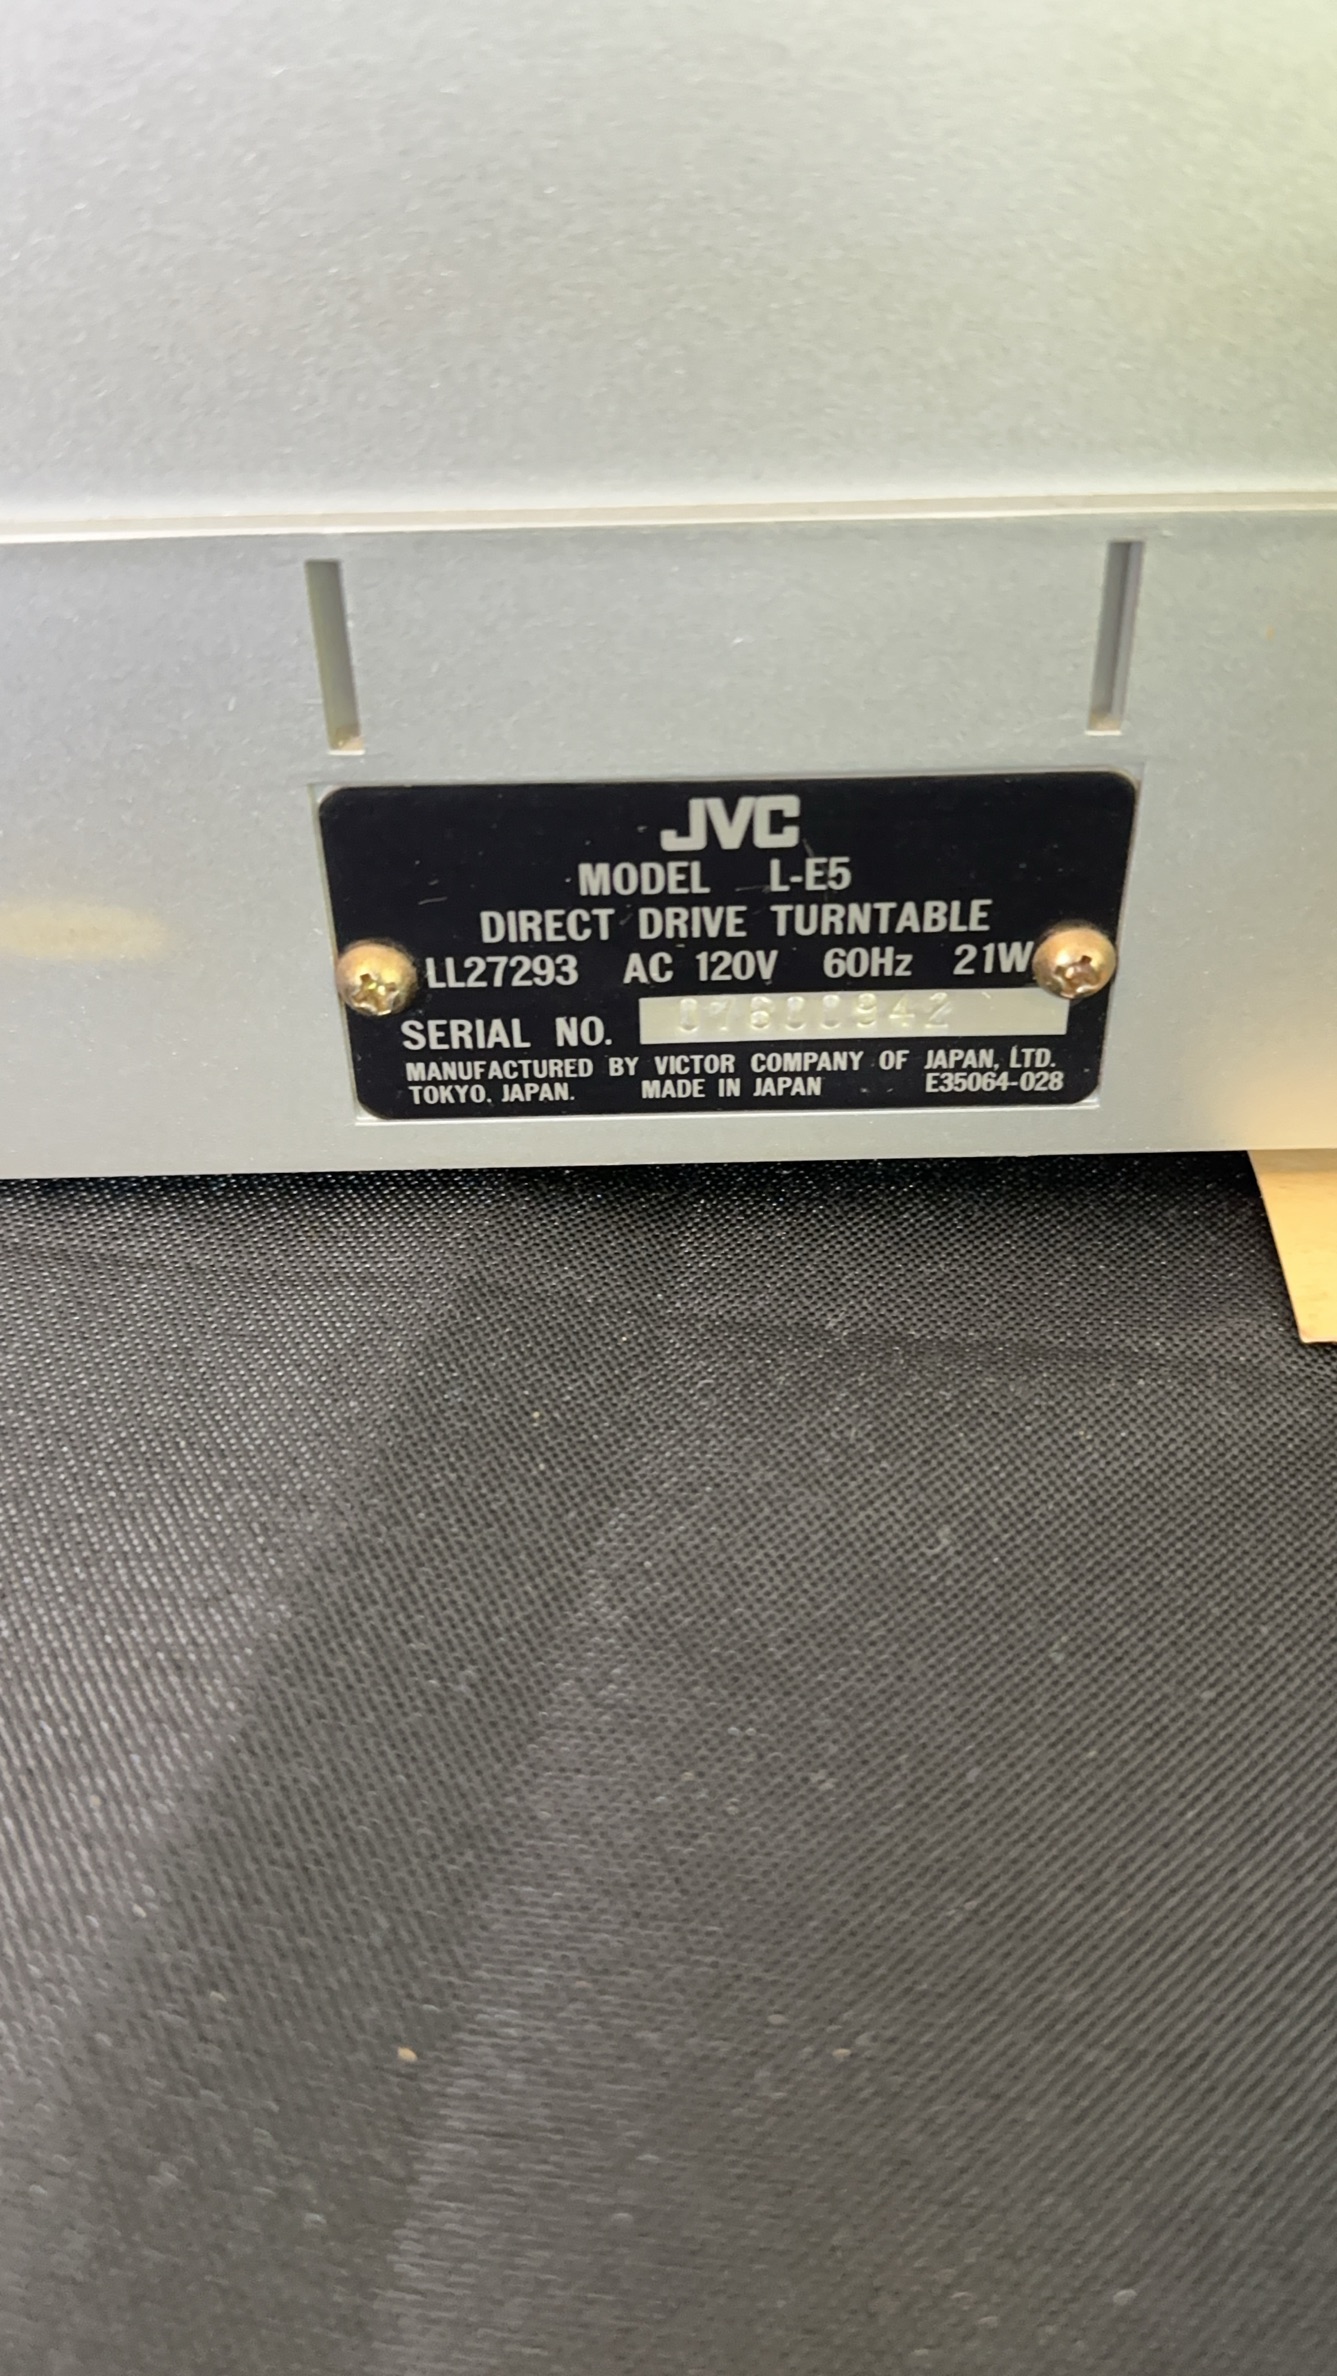 JVC
MODEL L-E5
DIRECT DRIVE TURNTABLE
LL27293 AC 120V 60Hz 21W
SERIAL NO. 07600942
MANUFACTURED BY VICTOR COMPANY OF JAPAN, LTD.
TOKYO, JAPAN. MADE IN JAPAN E35064-028